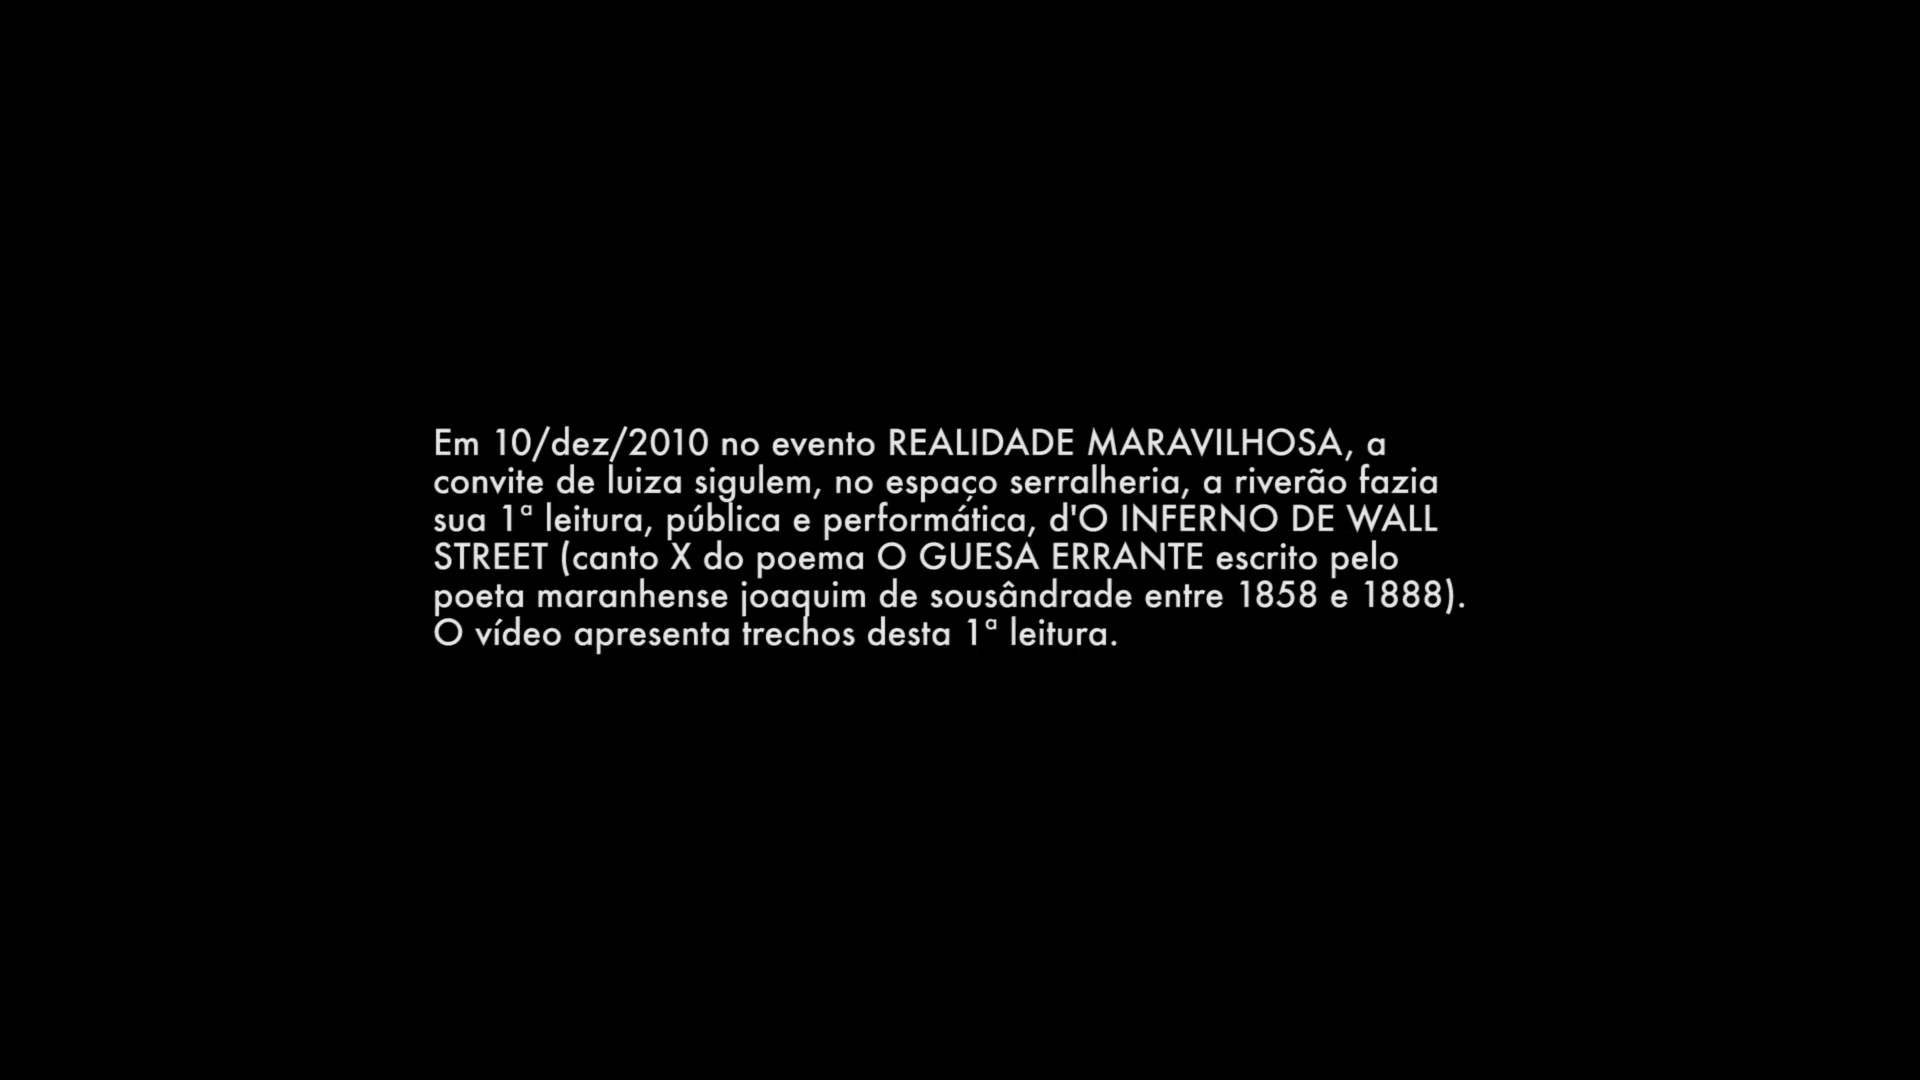 Em 10/dez/2010 no evento REALIDADE MARAVILHOSA, a
convite de luiza sigulem, no espaço serralheria, a riverão fazia
sua 1ª leitura, pública e performática, d'O INFERNO DE WALL
STREET (canto X do poema O GUESA ERRANTE escrito pelo
poeta maranhense joaquim de sousândrade entre 1858 e 1888).
O vídeo apresenta trechos desta 1ª leitura.